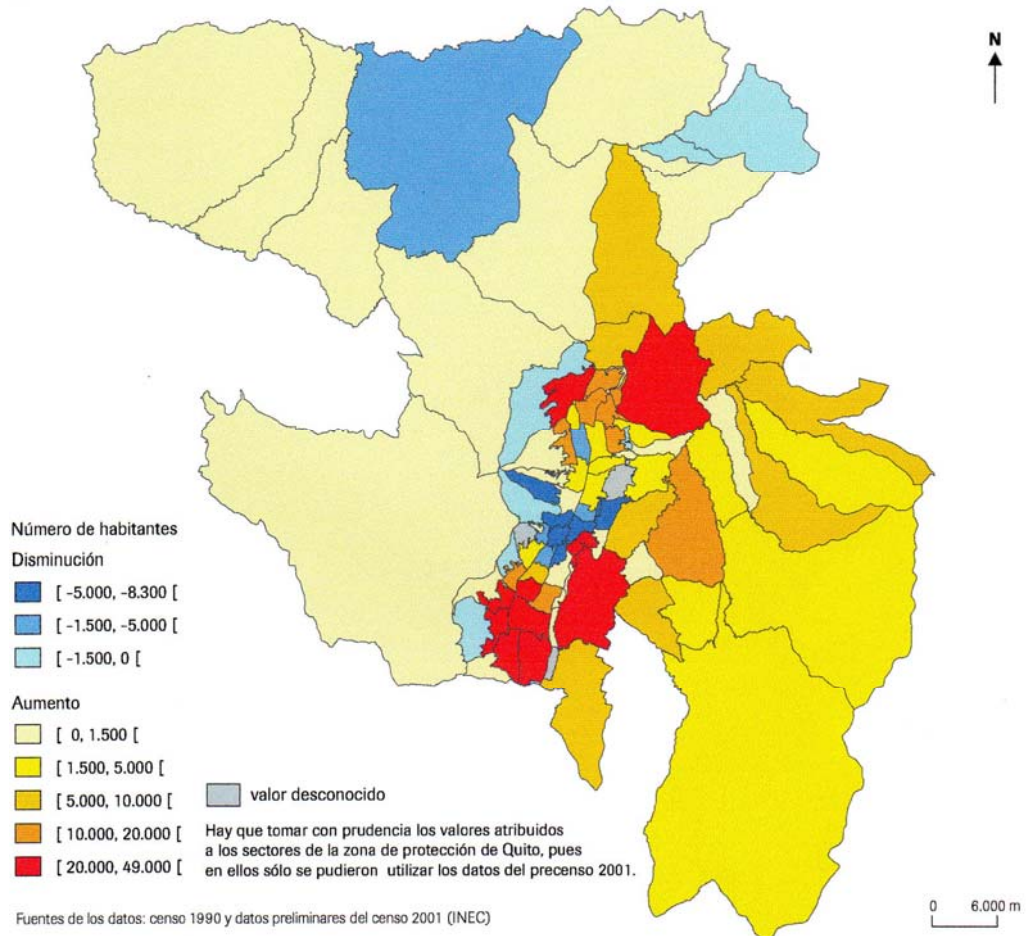 N
Número de habitantes
Disminución
[ -5.000, -8.300 [
[ -1.500, -5.000 [
[ -1.500, 0 [
Aumento
[ 0, 1.500 [
[ 1.500, 5.000 [
[ 5.000, 10.000 [
[ 10.000, 20.000 [
[ 20.000, 49.000 [
valor desconocido
Hay que tomar con prudencia los valores atribuidos
a los sectores de la zona de protección de Quito, pues
en ellos sólo se pudieron utilizar los datos del precenso 2001.
Fuentes de los datos: censo 1990 y datos preliminares del censo 2001 (INEC)
0 6.000 m